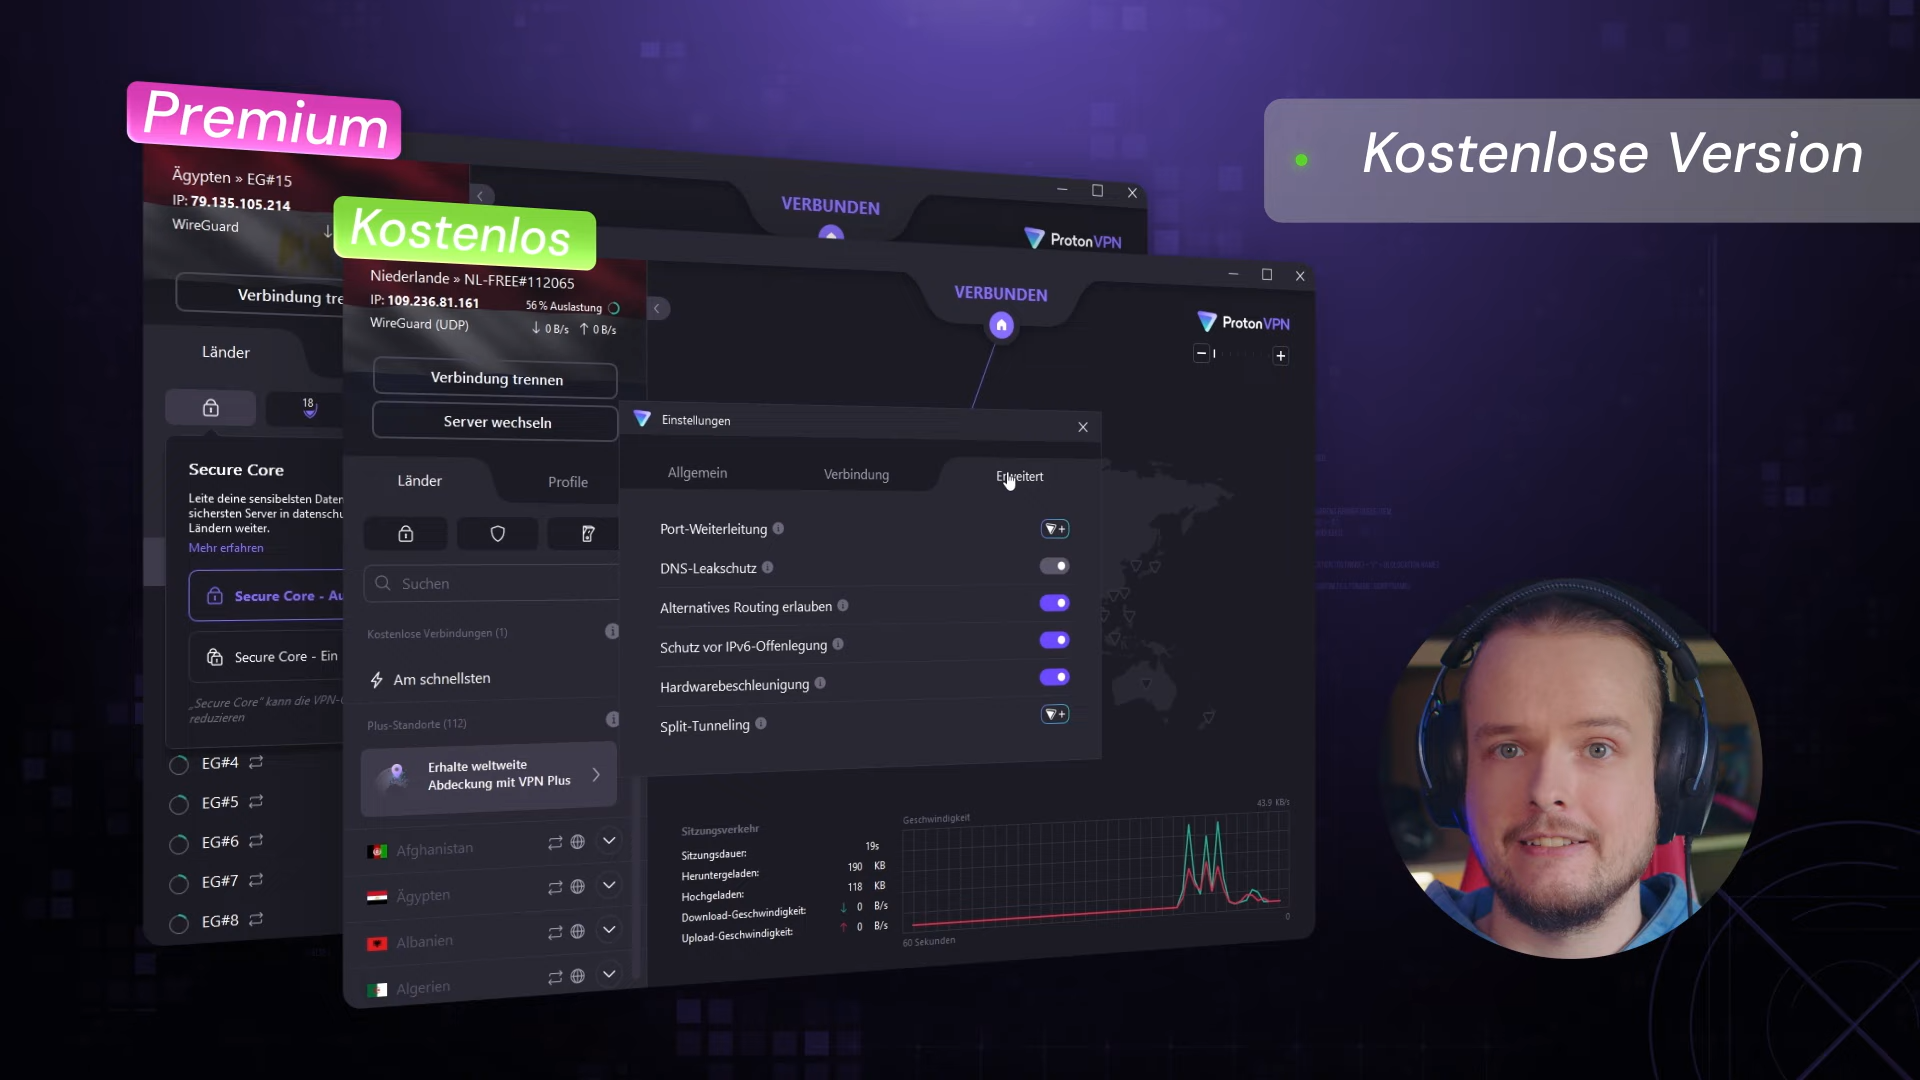 Premium
Kostenlose Version
Ägypten » EG#15
IP: 79.135.105.214
WireGuard
VERBUNDEN
ProtonVPN
Verbindung tre
Länder
18
Secure Core
Leite deine sensibelsten Daten
sichersten Server in datenschu
Ländern weiter.
Mehr erfahren
Secure Core - Au
Secure Core - Ein
„Secure Core“ kann die VPN-
reduzieren
EG#4
EG#5
EG#6
EG#7
EG#8
Kostenlos
Niederlande » NL-FREE#112065
IP: 109.236.81.161
56 % Auslastung
WireGuard (UDP)
0 B/s
0 B/s
VERBUNDEN
ProtonVPN
Verbindung trennen
Server wechseln
Länder
Profile
Suchen
Kostenlose Verbindungen (1)
Am schnellsten
Plus-Standorte (112)
Erhalte weltweite
Abdeckung mit VPN Plus
Afghanistan
Ägypten
Albanien
Algerien
Einstellungen
Allgemein
Verbindung
Erweitert
Port-Weiterleitung
DNS-Leakschutz
Alternatives Routing erlauben
Schutz vor IPv6-Offenlegung
Hardwarebeschleunigung
Split-Tunneling
Sitzungsverkehr
Sitzungsdauer: 19s
Heruntergeladen: 190 KB
Hochgeladen: 118 KB
Download-Geschwindigkeit: 0 B/s
Upload-Geschwindigkeit: 0 B/s
Geschwindigkeit
43.9 KB/s
60 Sekunden
0